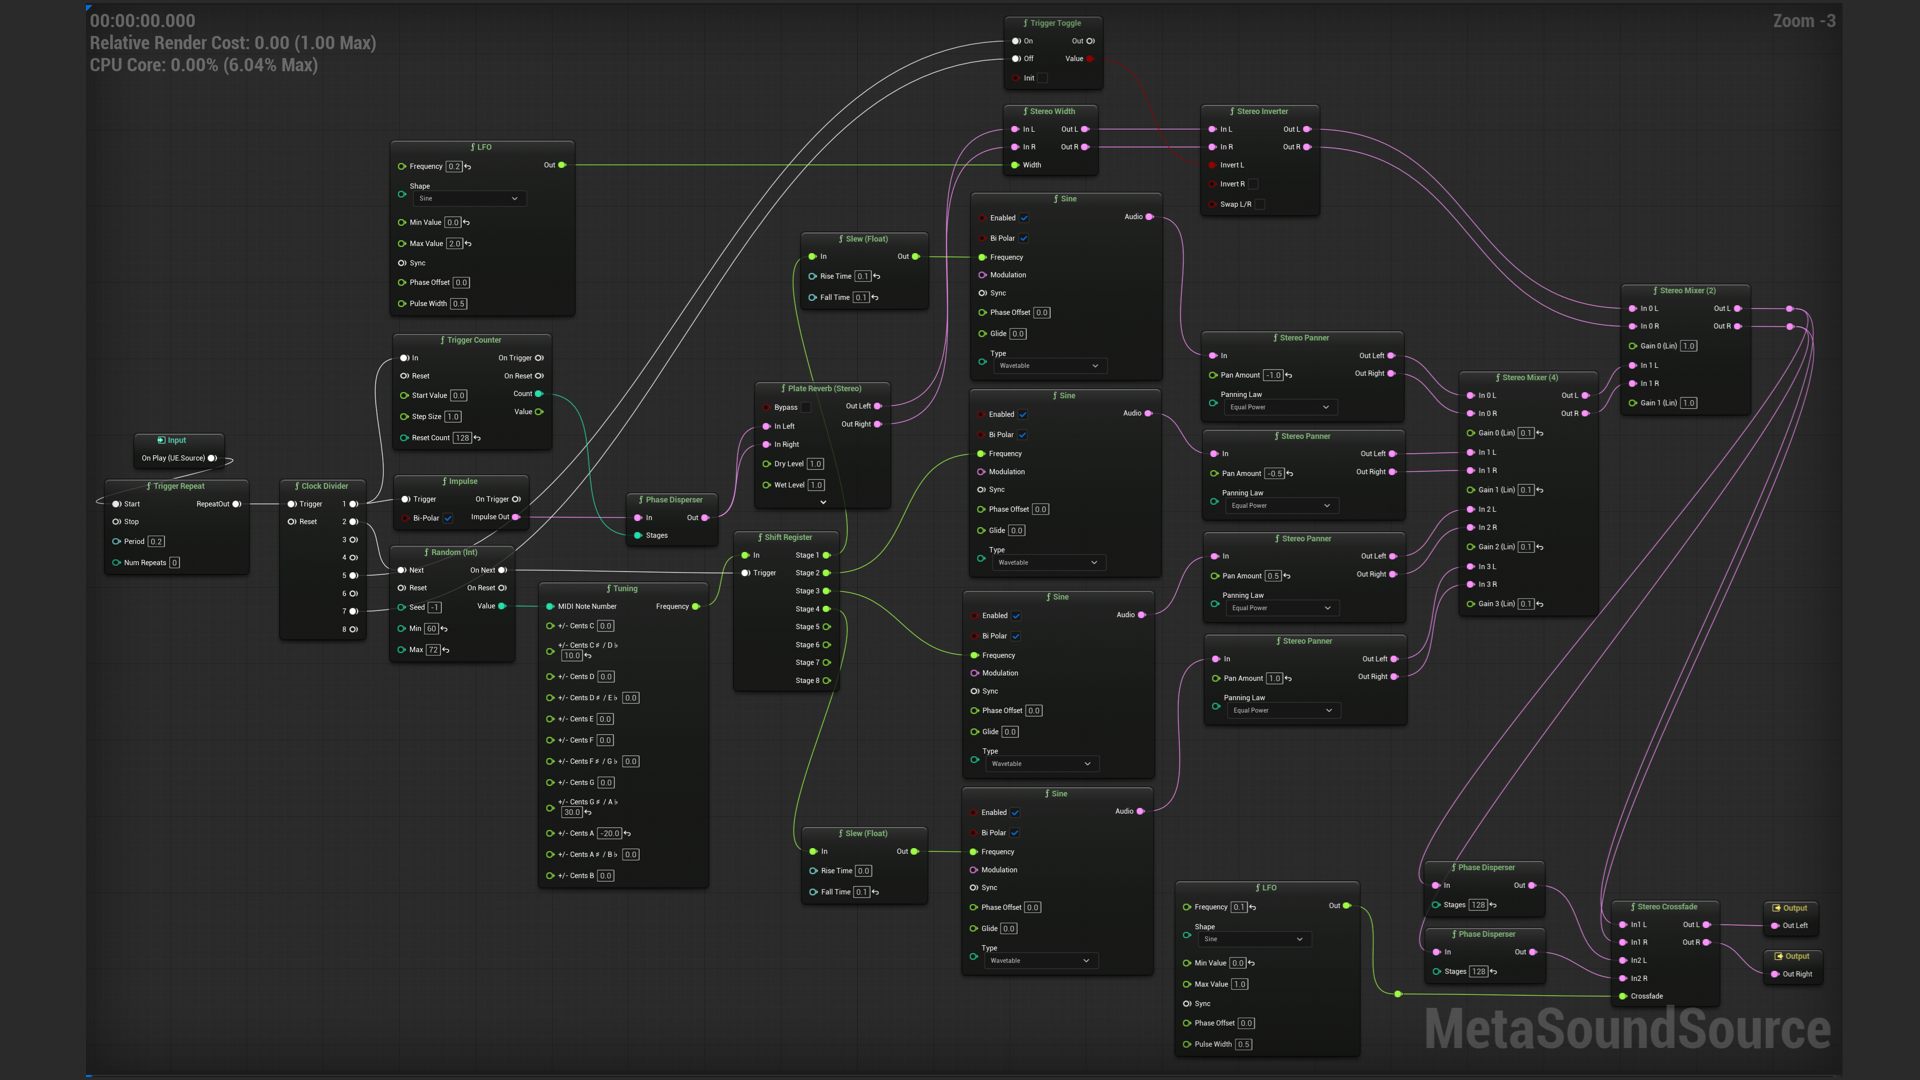 00:00:00.000
Relative Render Cost: 0.00 (1.00 Max)
CPU Core: 0.00% (6.04% Max)
Zoom -3
Trigger Toggle
On Out
Off Value
Init
Stereo Width
In L Out L
In R Out R
Width
Stereo Inverter
In L Out L
In R Out R
Invert L
Invert R
Swap L/R
LFO
Frequency 0.2 Out
Shape
Sine
Min Value 0.0
Max Value 2.0
Sync
Phase Offset 0.0
Pulse Width 0.5
Slew (Float)
In Out
Rise Time 0.1
Fall Time 0.1
Sine
Enabled Audio
Bi Polar
Frequency
Modulation
Sync
Phase Offset 0.0
Glide 0.0
Type
Wavetable
Stereo Mixer (2)
In 0 L Out L
In 0 R Out R
Gain 0 (Lin) 1.0
In 1 L
In 1 R
Gain 1 (Lin) 1.0
Trigger Counter
In On Trigger
Reset On Reset
Start Value 0.0 Count
Step Size 1.0 Value
Reset Count 128
Stereo Panner
In Out Left
Pan Amount -1.0 Out Right
Panning Law
Equal Power
Stereo Mixer (4)
In 0 L Out L
In 0 R Out R
Gain 0 (Lin) 0.1
In 1 L
In 1 R
Gain 1 (Lin) 0.1
In 2 L
In 2 R
Gain 2 (Lin) 0.1
In 3 L
In 3 R
Gain 3 (Lin) 0.1
Plate Reverb (Stereo)
Bypass Out Left
In Left Out Right
In Right
Dry Level 1.0
Wet Level 1.0
Sine
Enabled Audio
Bi Polar
Frequency
Modulation
Sync
Phase Offset 0.0
Glide 0.0
Type
Wavetable
Stereo Panner
In Out Left
Pan Amount -0.5 Out Right
Panning Law
Equal Power
Input
On Play (UE.Source)
Trigger Repeat
Start RepeatOut
Stop
Period 0.2
Num Repeats 0
Clock Divider
Trigger 1
Reset 2
3
4
5
6
7
8
Impulse
Trigger On Trigger
Bi-Polar Impulse Out
Phase Disperser
In Out
Stages
Random (Int)
Next On Next
Reset On Reset
Seed -1 Value
Min 60
Max 72
Shift Register
In Stage 1
Trigger Stage 2
Stage 3
Stage 4
Stage 5
Stage 6
Stage 7
Stage 8
Stereo Panner
In Out Left
Pan Amount 0.5 Out Right
Panning Law
Equal Power
Tuning
MIDI Note Number Frequency
+/- Cents C 0.0
+/- Cents C♯ / D♭
10.0
+/- Cents D 0.0
+/- Cents D♯ / E♭ 0.0
+/- Cents E 0.0
+/- Cents F 0.0
+/- Cents F♯ / G♭ 0.0
+/- Cents G 0.0
+/- Cents G♯ / A♭
30.0
+/- Cents A -20.0
+/- Cents A♯ / B♭ 0.0
+/- Cents B 0.0
Sine
Enabled Audio
Bi Polar
Frequency
Modulation
Sync
Phase Offset 0.0
Glide 0.0
Type
Wavetable
Stereo Panner
In Out Left
Pan Amount 1.0 Out Right
Panning Law
Equal Power
Slew (Float)
In Out
Rise Time 0.0
Fall Time 0.1
Sine
Enabled Audio
Bi Polar
Frequency
Modulation
Sync
Phase Offset 0.0
Glide 0.0
Type
Wavetable
LFO
Frequency 0.1 Out
Shape
Sine
Min Value 0.0
Max Value 1.0
Sync
Phase Offset 0.0
Pulse Width 0.5
Phase Disperser
In Out
Stages 128
Phase Disperser
In Out
Stages 128
Stereo Crossfade
In1 L Out L
In1 R Out R
In2 L
In2 R
Crossfade
Output
Out Left
Output
Out Right
MetaSoundSource